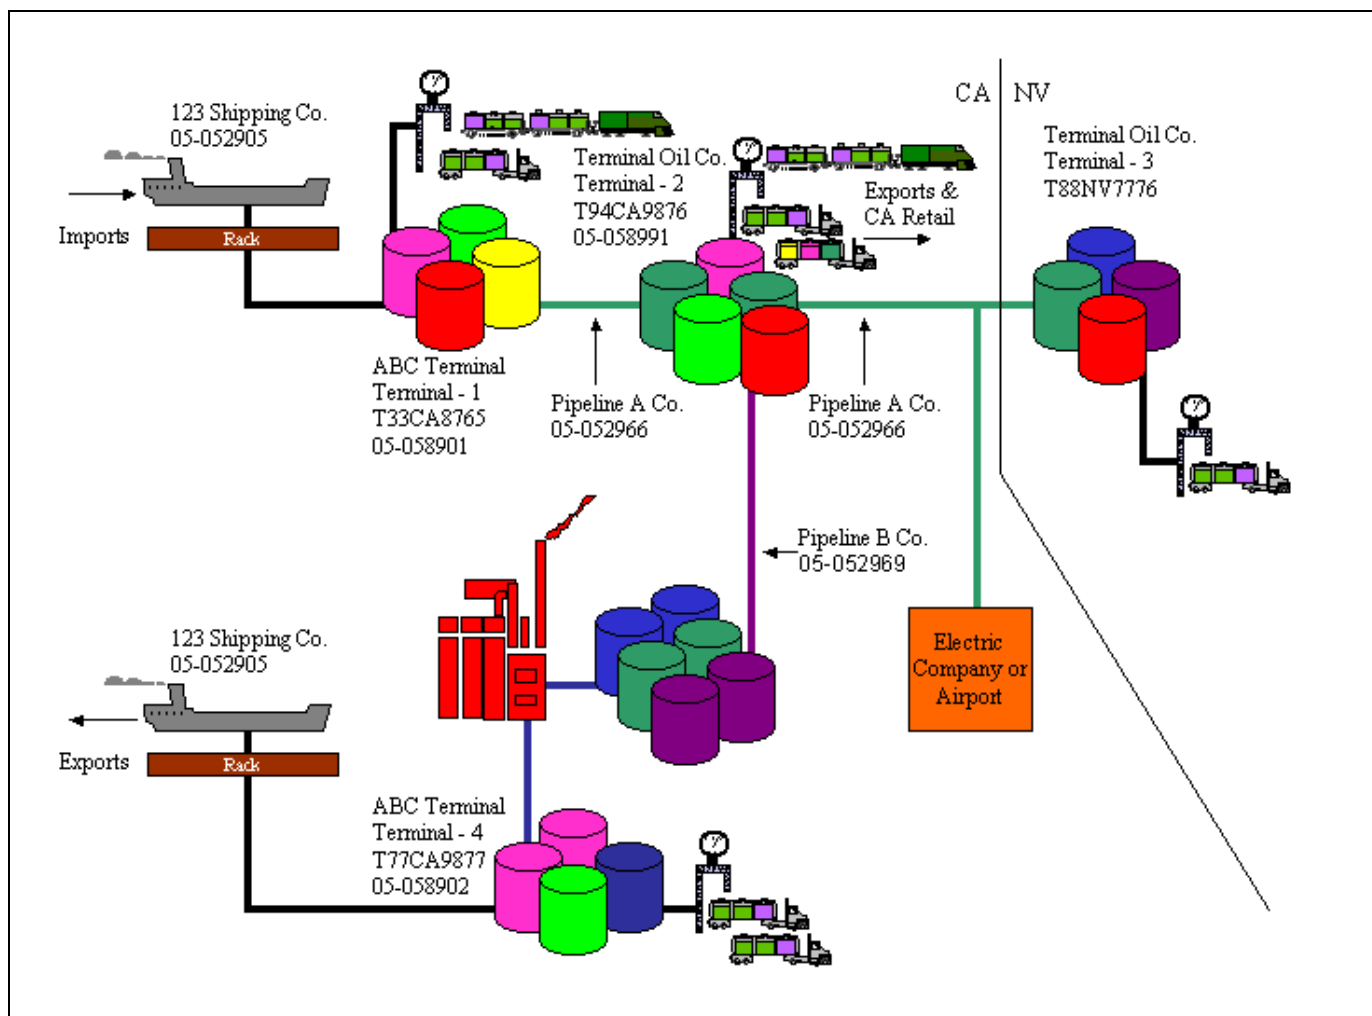 CA
NV
123 Shipping Co.
05-052905
Imports
Rack
Terminal Oil Co.
Terminal - 2
T94CA9876
05-058991
Exports &
CA Retail
Terminal Oil Co.
Terminal - 3
T88NV7776
ABC Terminal
Terminal - 1
T33CA8765
05-058901
Pipeline A Co.
05-052966
Pipeline A Co.
05-052966
Pipeline B Co.
05-052969
123 Shipping Co.
05-052905
Exports
Rack
Electric
Company or
Airport
ABC Terminal
Terminal - 4
T77CA9877
05-058902